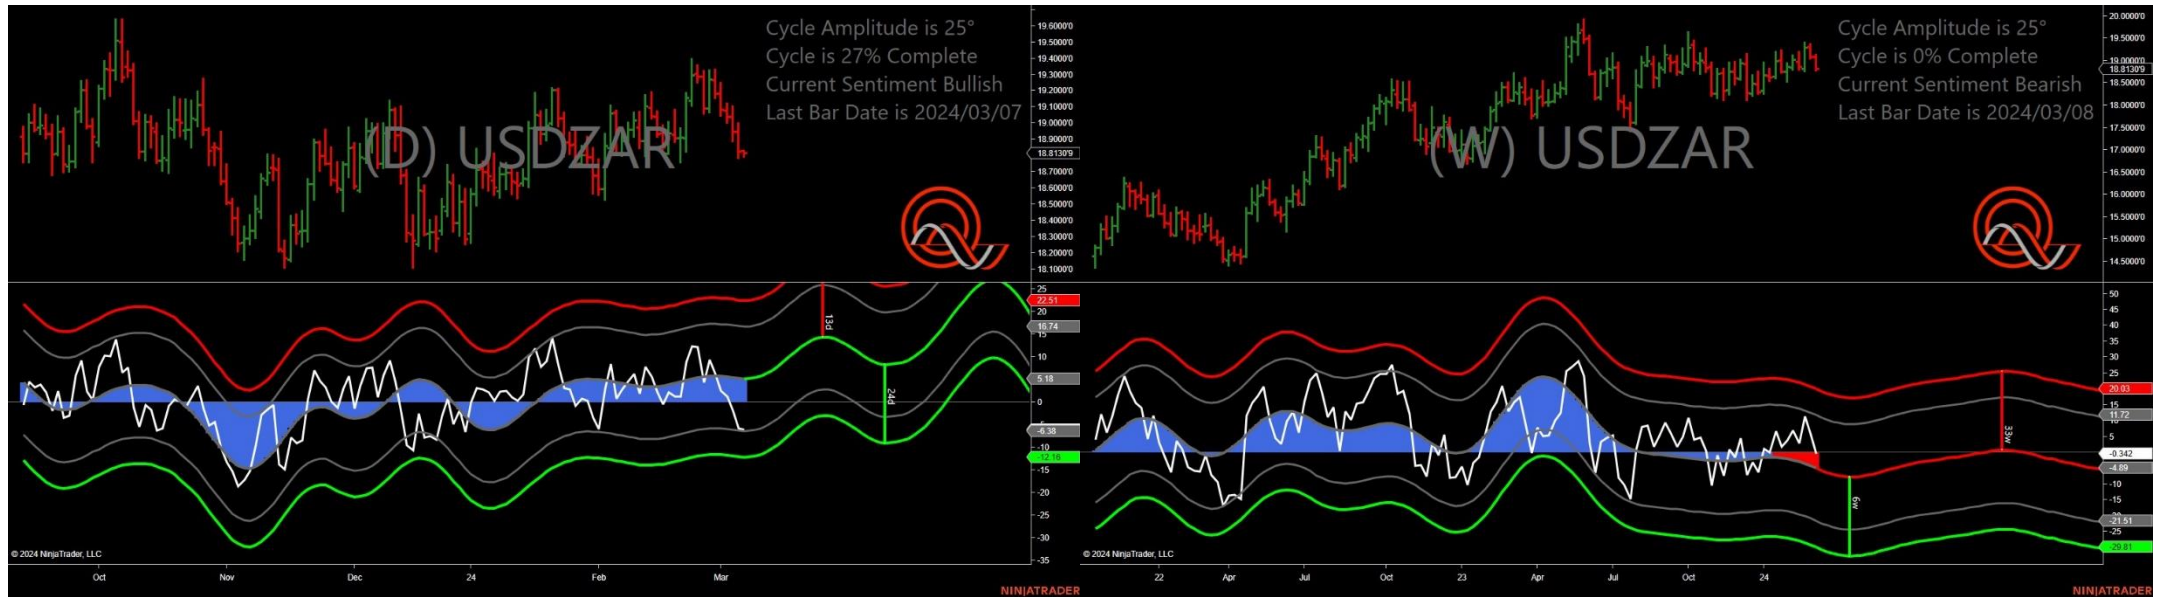 Cycle Amplitude is 25°
Cycle is 27% Complete
Current Sentiment Bullish
Last Bar Date is 2024/03/07
(D) USDZAR
19.6000'0
19.5000'0
19.4000'0
19.3000'0
19.2000'0
19.1000'0
19.0000'0
18.9000'0
18.8130'9
18.7000'0
18.6000'0
18.5000'0
18.4000'0
18.3000'0
18.2000'0
18.1000'0
25
22.51
20
16.74
15
10
5.18
0
-6.38
-10
-12.16
-15
-20
-25
-30
-35
13d
24d
© 2024 NinjaTrader, LLC
Oct
Nov
Dec
24
Feb
Mar
NINJATRADER
Cycle Amplitude is 25°
Cycle is 0% Complete
Current Sentiment Bearish
Last Bar Date is 2024/03/08
(W) USDZAR
20.0000'0
19.5000'0
19.0000'0
18.8130'9
18.5000'0
18.0000'0
17.5000'0
17.0000'0
16.5000'0
16.0000'0
15.5000'0
15.0000'0
14.5000'0
50
45
40
35
30
25
20.03
15
11.72
5
-0.342
-4.89
-10
-15
-21.51
-25
-29.81
33w
6w
© 2024 NinjaTrader, LLC
22
Apr
Jul
Oct
23
Apr
Jul
Oct
24
NINJATRADER